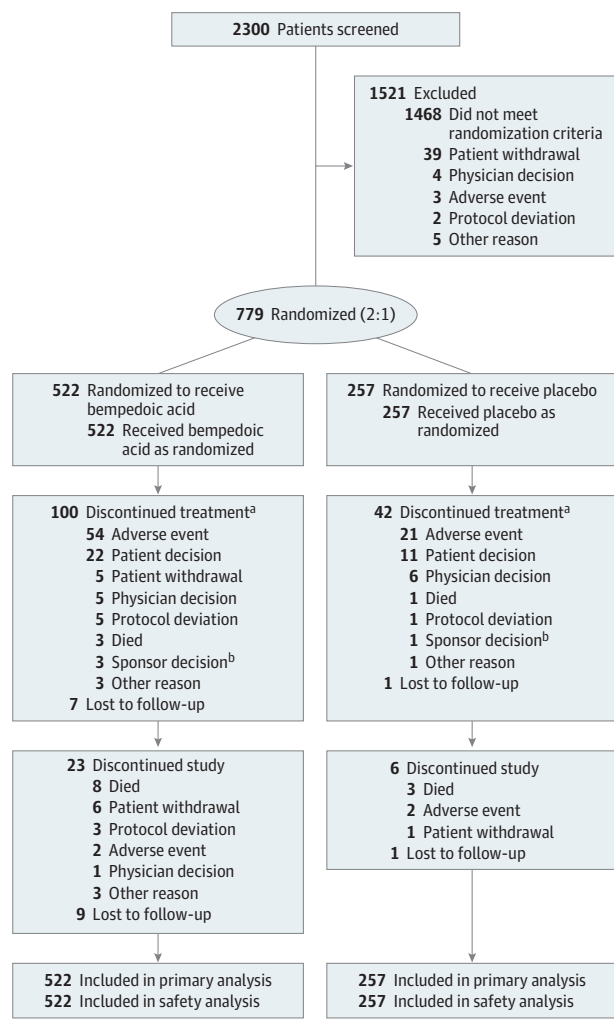 2300 Patients screened
1521 Excluded
1468 Did not meet
randomization criteria
39 Patient withdrawal
4 Physician decision
3 Adverse event
2 Protocol deviation
5 Other reason
779 Randomized (2:1)
522 Randomized to receive
bempedoic acid
522 Received bempedoic
acid as randomized
257 Randomized to receive placebo
257 Received placebo as
randomized
100 Discontinued treatmentᵃ
54 Adverse event
22 Patient decision
5 Patient withdrawal
5 Physician decision
5 Protocol deviation
3 Died
3 Sponsor decisionᵇ
3 Other reason
7 Lost to follow-up
42 Discontinued treatmentᵃ
21 Adverse event
11 Patient decision
6 Physician decision
1 Died
1 Protocol deviation
1 Sponsor decisionᵇ
1 Other reason
1 Lost to follow-up
23 Discontinued study
8 Died
6 Patient withdrawal
3 Protocol deviation
2 Adverse event
1 Physician decision
3 Other reason
9 Lost to follow-up
6 Discontinued study
3 Died
2 Adverse event
1 Patient withdrawal
1 Lost to follow-up
522 Included in primary analysis
522 Included in safety analysis
257 Included in primary analysis
257 Included in safety analysis